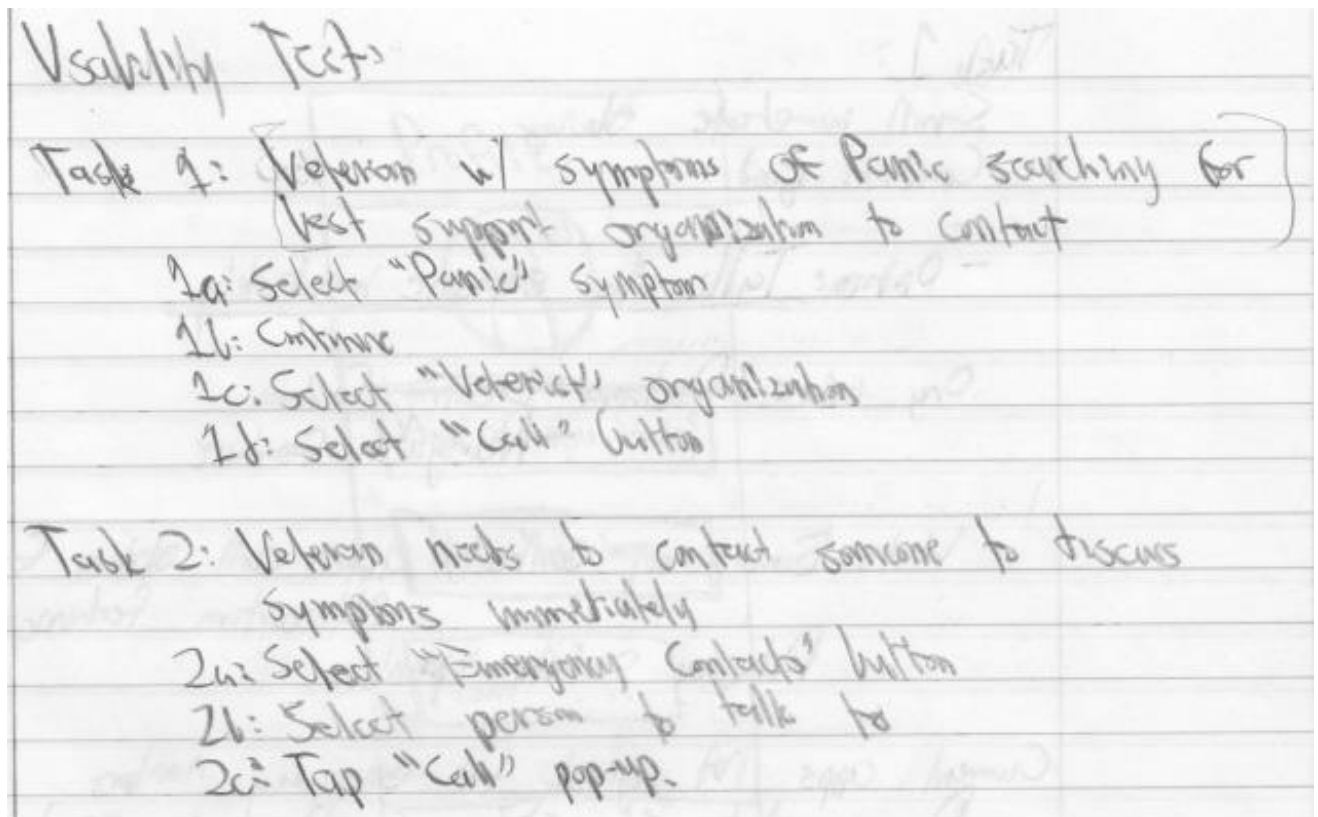 Usability Tests
Task 1: Veteran w/ symptoms of Panic searching for
best support organization to contact
1a: Select "Panic" symptom
1b: Continue
1c: Select organization
1d: Select "Call" button
Task 2: Veteran needs to contact someone to discuss
symptoms immediately
2a: Select "Emergency Contacts" button
2b: Select person to talk to
2c: Tap "Call" pop-up.